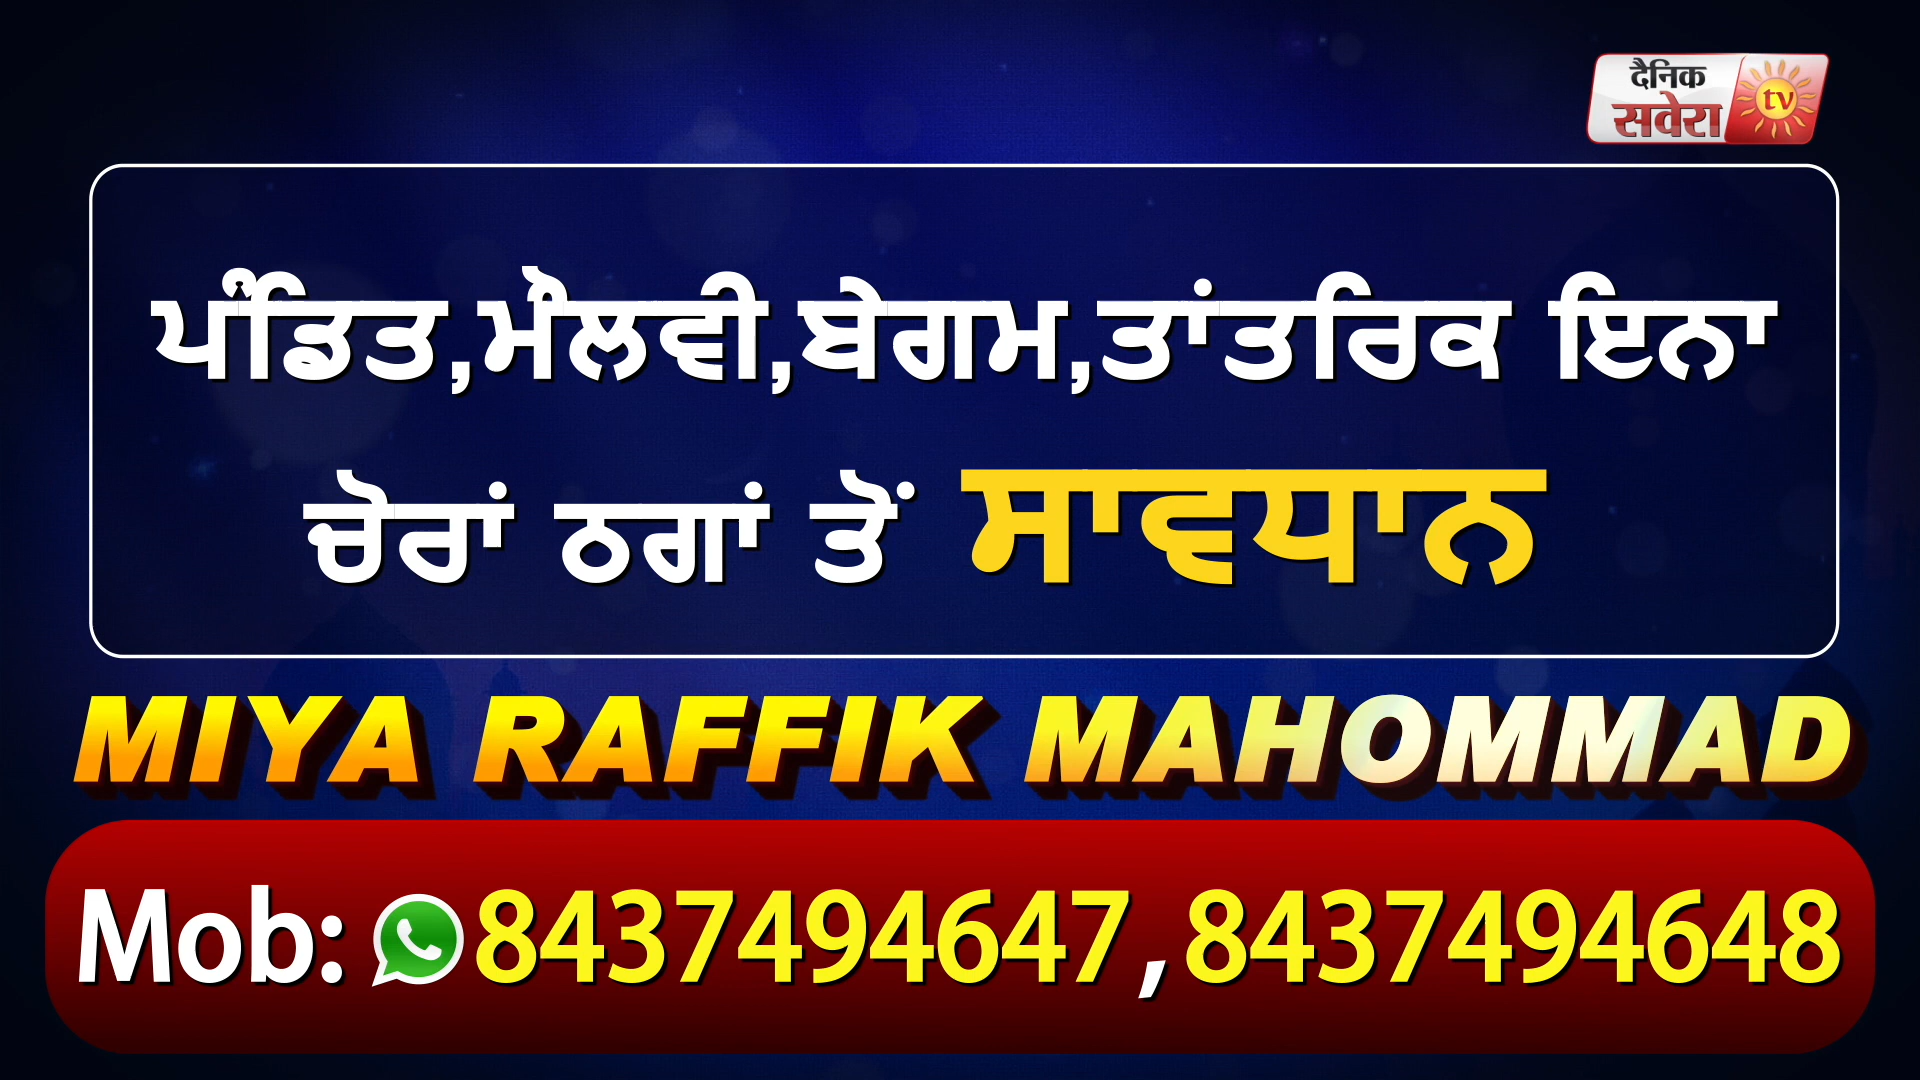 दैनिक
सवेरा tv
ਪੰਡਿਤ,ਮੌਲਵੀ,ਬੇਗਮ,ਤਾਂਤਰਿਕ ਇਨਾ
ਚੋਰਾਂ ਠਗਾਂ ਤੋਂ ਸਾਵਧਾਨ
MIYA RAFFIK MAHOMMAD
Mob: 8437494647, 8437494648